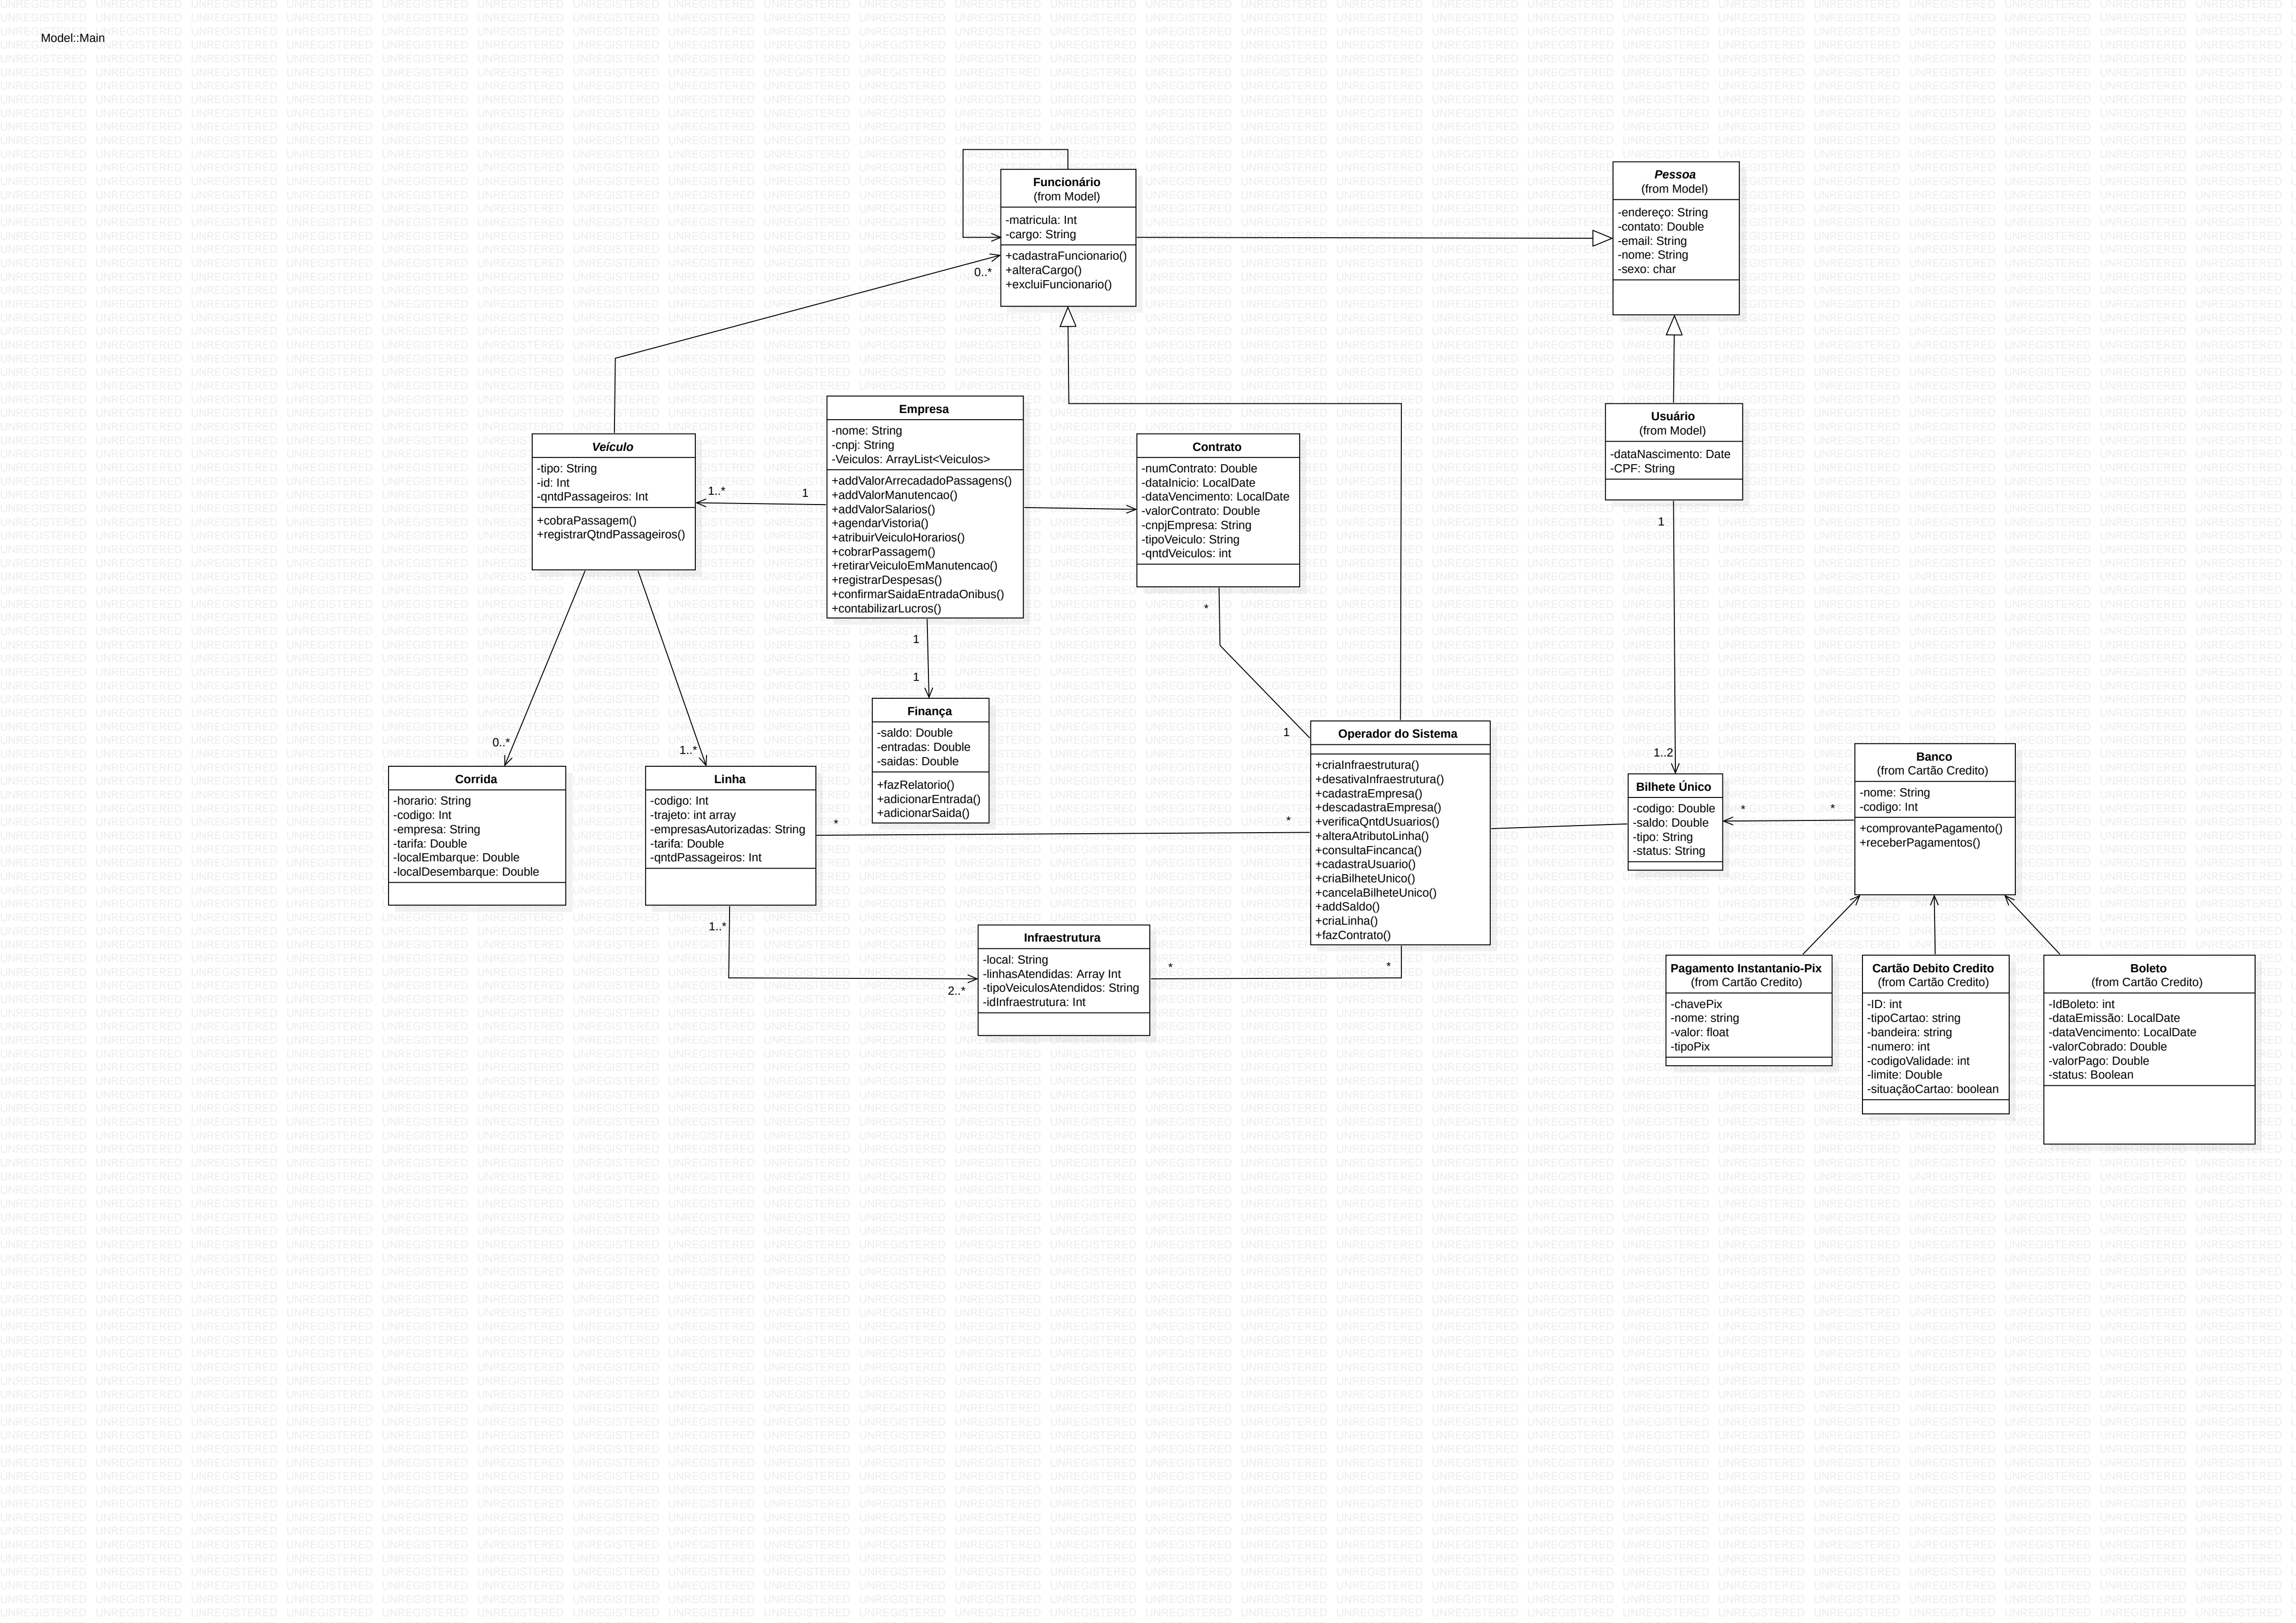 Model::Main
Funcionário
(from Model)
-matricula: Int
-cargo: String
+cadastraFuncionario()
+alteraCargo()
+excluiFuncionario()
0..*
Pessoa
(from Model)
-endereço: String
-contato: Double
-email: String
-nome: String
-sexo: char
Veículo
-tipo: String
-id: Int
-qntdPassageiros: Int
+cobraPassagem()
+registrarQtndPassageiros()
1..*
1
Empresa
-nome: String
-cnpj: String
-Veiculos: ArrayList<Veiculos>
+addValorArrecadadoPassagens()
+addValorManutencao()
+addValorSalarios()
+agendarVistoria()
+atribuirVeiculoHorarios()
+cobrarPassagem()
+retirarVeiculoEmManutencao()
+registrarDespesas()
+confirmarSaidaEntradaOnibus()
+contabilizarLucros()
Contrato
-numContrato: Double
-dataInicio: LocalDate
-dataVencimento: LocalDate
-valorContrato: Double
-cnpjEmpresa: String
-tipoVeiculo: String
-qntdVeiculos: int
*
1
Usuário
(from Model)
-dataNascimento: Date
-CPF: String
1
1..2
1
1
Finança
-saldo: Double
-entradas: Double
-saidas: Double
+fazRelatorio()
+adicionarEntrada()
+adicionarSaida()
0..*
Corrida
-horario: String
-codigo: Int
-empresa: String
-tarifa: Double
-localEmbarque: Double
-localDesembarque: Double
1..*
Linha
-codigo: Int
-trajeto: int array
-empresasAutorizadas: String
-tarifa: Double
-qntdPassageiros: Int
*
*
Operador do Sistema
+criaInfraestrutura()
+desativaInfraestrutura()
+cadastraEmpresa()
+descadastraEmpresa()
+verificaQntdUsuarios()
+alteraAtributoLinha()
+consultaFincanca()
+cadastraUsuario()
+criaBilheteUnico()
+cancelaBilheteUnico()
+addSaldo()
+criaLinha()
+fazContrato()
Bilhete Único
-codigo: Double
-saldo: Double
-tipo: String
-status: String
*
*
Banco
(from Cartão Credito)
-nome: String
-codigo: Int
+comprovantePagamento()
+receberPagamentos()
1..*
2..*
Infraestrutura
-local: String
-linhasAtendidas: Array Int
-tipoVeiculosAtendidos: String
-idInfraestrutura: Int
*
*
Pagamento Instantanio-Pix
(from Cartão Credito)
-chavePix
-nome: string
-valor: float
-tipoPix
Cartão Debito Credito
(from Cartão Credito)
-ID: int
-tipoCartao: string
-bandeira: string
-numero: int
-codigoValidade: int
-limite: Double
-situaçãoCartao: boolean
Boleto
(from Cartão Credito)
-IdBoleto: int
-dataEmissão: LocalDate
-dataVencimento: LocalDate
-valorCobrado: Double
-valorPago: Double
-status: Boolean